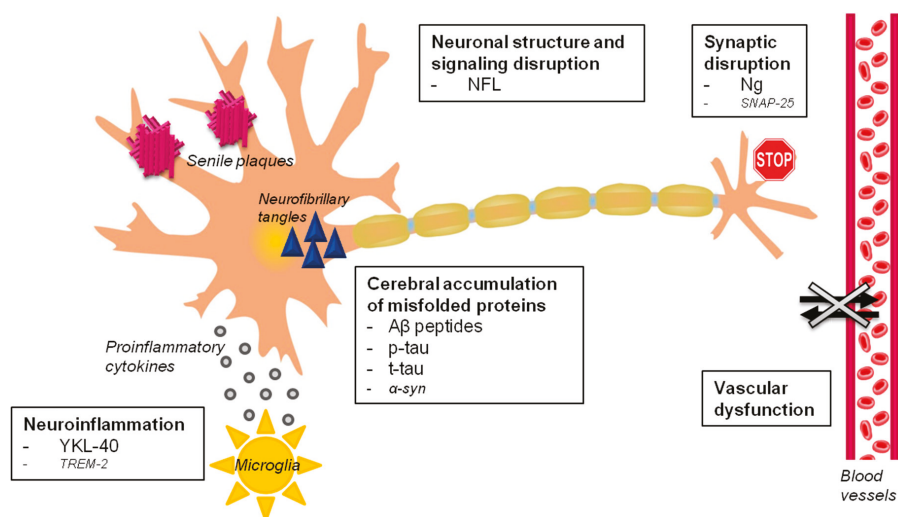 Neuronal structure and
signaling disruption
- NFL
Synaptic
disruption
- Ng
- SNAP-25
STOP
Senile plaques
Neurofibrillary
tangles
Cerebral accumulation
of misfolded proteins
- Aβ peptides
- p-tau
- t-tau
- α-syn
Proinflammatory
cytokines
Neuroinflammation
- YKL-40
- TREM-2
Microglia
Vascular
dysfunction
Blood
vessels